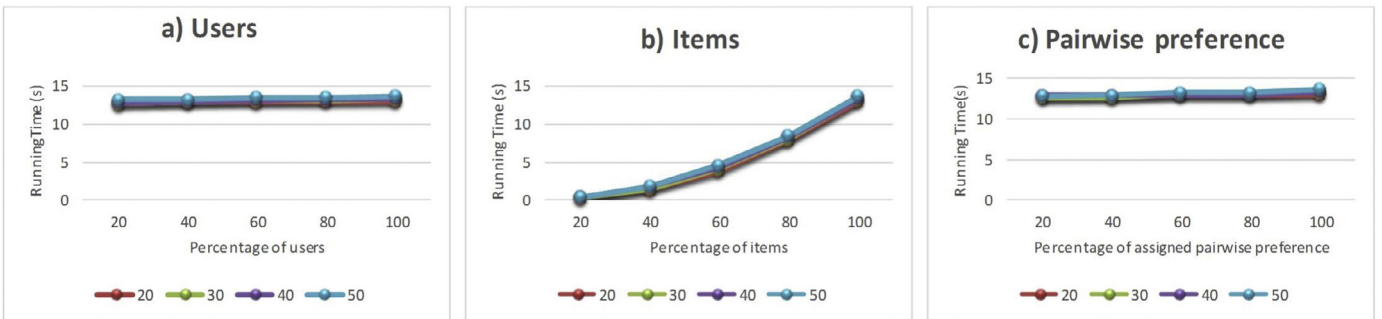 a) Users
15
10
5
0
RunningTime (s)
20 40 60 80 100
Percentage of users
20 30 40 50
b) Items
15
10
5
0
Running Time (s)
20 40 60 80 100
Percentage of items
20 30 40 50
c) Pairwise preference
15
10
5
0
Running Time(s)
20 40 60 80 100
Percentage of assigned pairwise preference
20 30 40 50